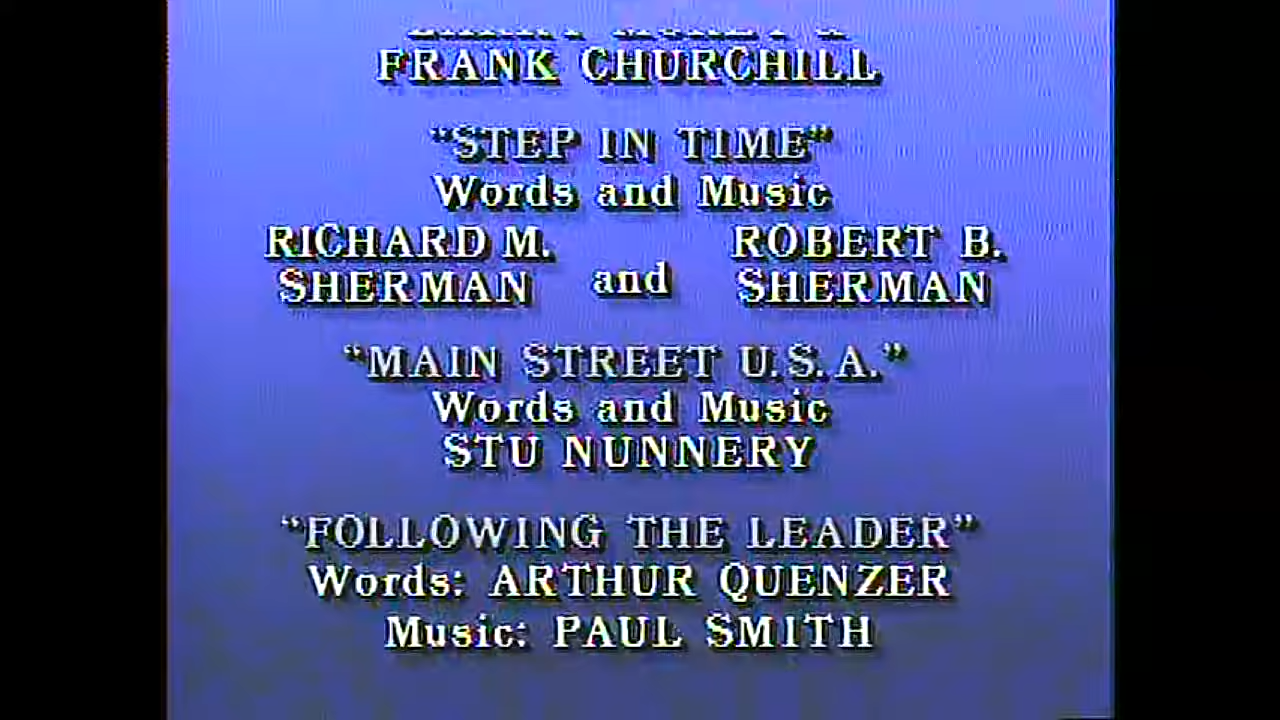 FRANK CHURCHILL
“STEP IN TIME”
Words and Music
RICHARD M. SHERMAN and ROBERT B. SHERMAN
“MAIN STREET U.S.A.”
Words and Music
STU NUNNERY
“FOLLOWING THE LEADER”
Words: ARTHUR QUENZER
Music: PAUL SMITH